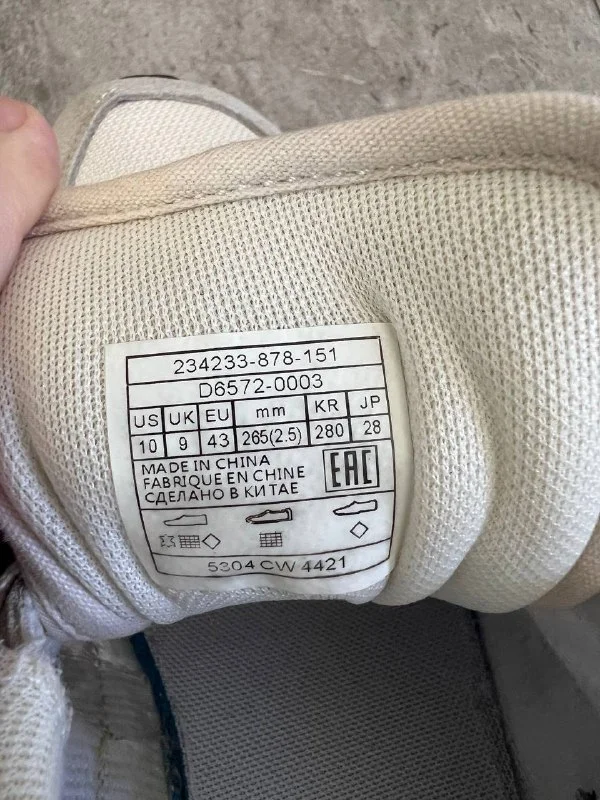 234233-878-151
D6572-0003
US UK EU mm KR JP
10 9 43 265(2.5) 280 28
MADE IN CHINA
FABRIQUE EN CHINE
СДЕЛАНО В КИТАЕ
EAC
5304 CW 4421